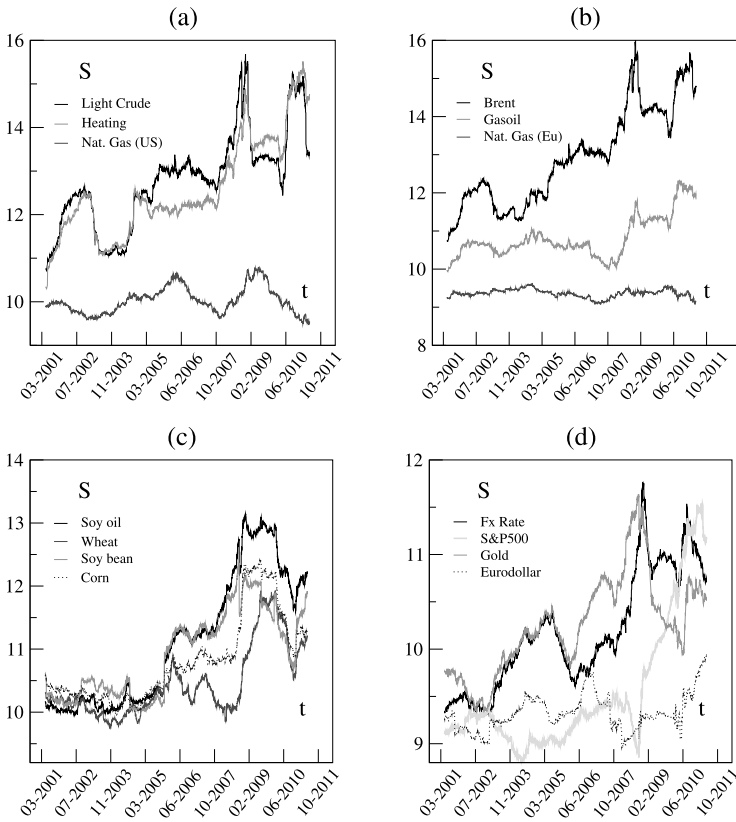 (a)
16
14
12
10
S
Light Crude
Heating
Nat. Gas (US)
t
03-2001
07-2002
11-2003
03-2005
06-2006
10-2007
02-2009
06-2010
10-2011
(b)
16
14
12
10
8
S
Brent
Gasoil
Nat. Gas (Eu)
t
03-2001
07-2002
11-2003
03-2005
06-2006
10-2007
02-2009
06-2010
10-2011
(c)
14
13
12
11
10
S
Soy oil
Wheat
Soy bean
Corn
t
03-2001
07-2002
11-2003
03-2005
06-2006
10-2007
02-2009
06-2010
10-2011
(d)
12
11
10
9
S
Fx Rate
S&P500
Gold
Eurodollar
t
03-2001
07-2002
11-2003
03-2005
06-2006
10-2007
02-2009
06-2010
10-2011